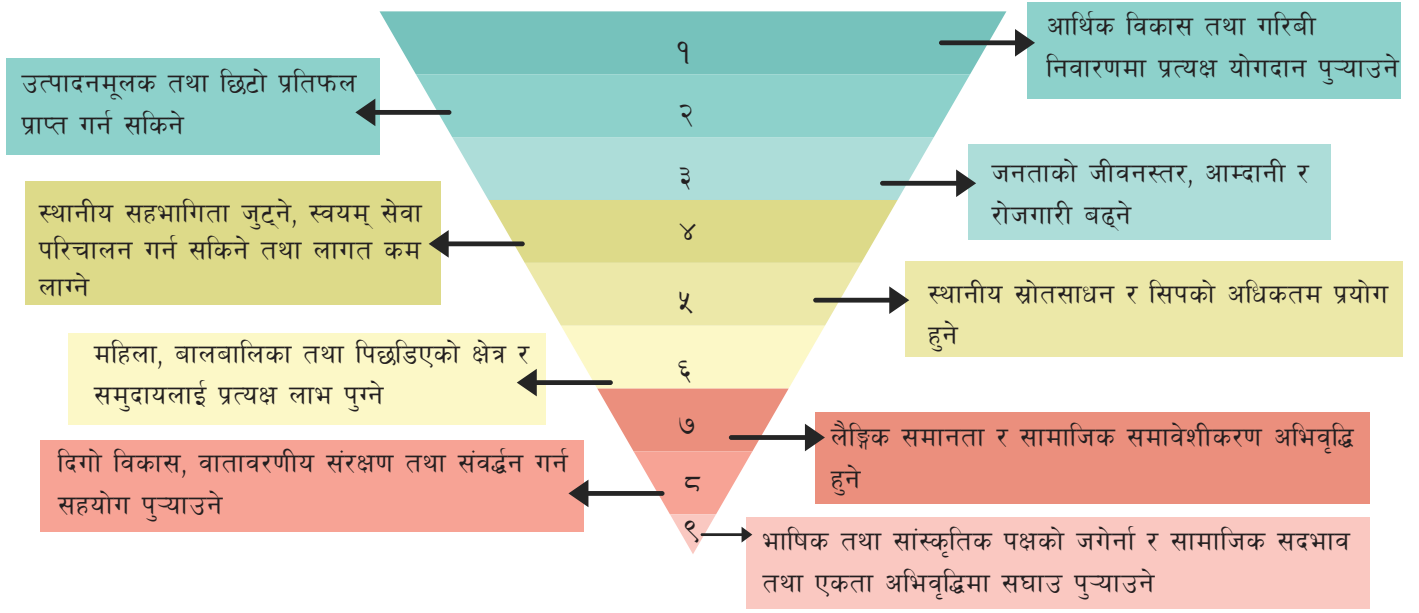 १
आर्थिक विकास तथा गरिबी
निवारणमा प्रत्यक्ष योगदान पुऱ्याउने
२
उत्पादनमूलक तथा छिटो प्रतिफल
प्राप्त गर्न सकिने
३
जनताको जीवनस्तर, आम्दानी र
रोजगारी बढ्ने
४
स्थानीय सहभागिता जुट्ने, स्वयम् सेवा
परिचालन गर्न सकिने तथा लागत कम
लाग्ने
५
स्थानीय स्रोतसाधन र सिपको अधिकतम प्रयोग
हुने
६
महिला, बालबालिका तथा पिछडिएको क्षेत्र र
समुदायलाई प्रत्यक्ष लाभ पुग्ने
७
लैङ्गिक समानता र सामाजिक समावेशीकरण अभिवृद्धि
हुने
८
दिगो विकास, वातावरणीय संरक्षण तथा संवर्द्धन गर्न
सहयोग पुऱ्याउने
९
भाषिक तथा सांस्कृतिक पक्षको जगेर्ना र सामाजिक सदभाव
तथा एकता अभिवृद्धिमा सघाउ पुऱ्याउने